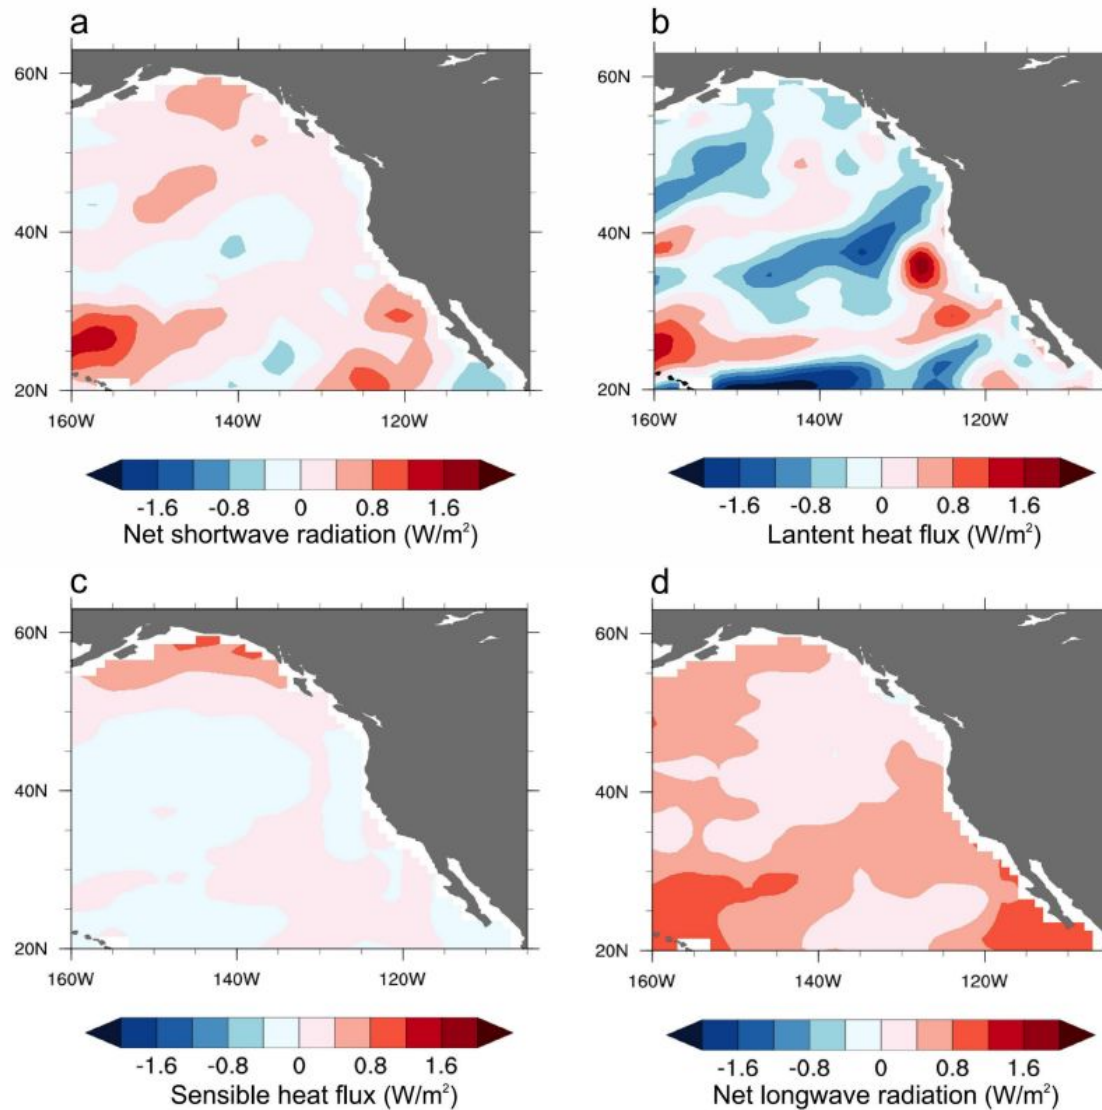 a
b
60N
60N
40N
40N
20N
20N
160W 140W 120W
160W 140W 120W
-1.6 -0.8 0 0.8 1.6
-1.6 -0.8 0 0.8 1.6
Net shortwave radiation (W/m²)
Lantent heat flux (W/m²)
c
d
60N
60N
40N
40N
20N
20N
160W 140W 120W
160W 140W 120W
-1.6 -0.8 0 0.8 1.6
-1.6 -0.8 0 0.8 1.6
Sensible heat flux (W/m²)
Net longwave radiation (W/m²)